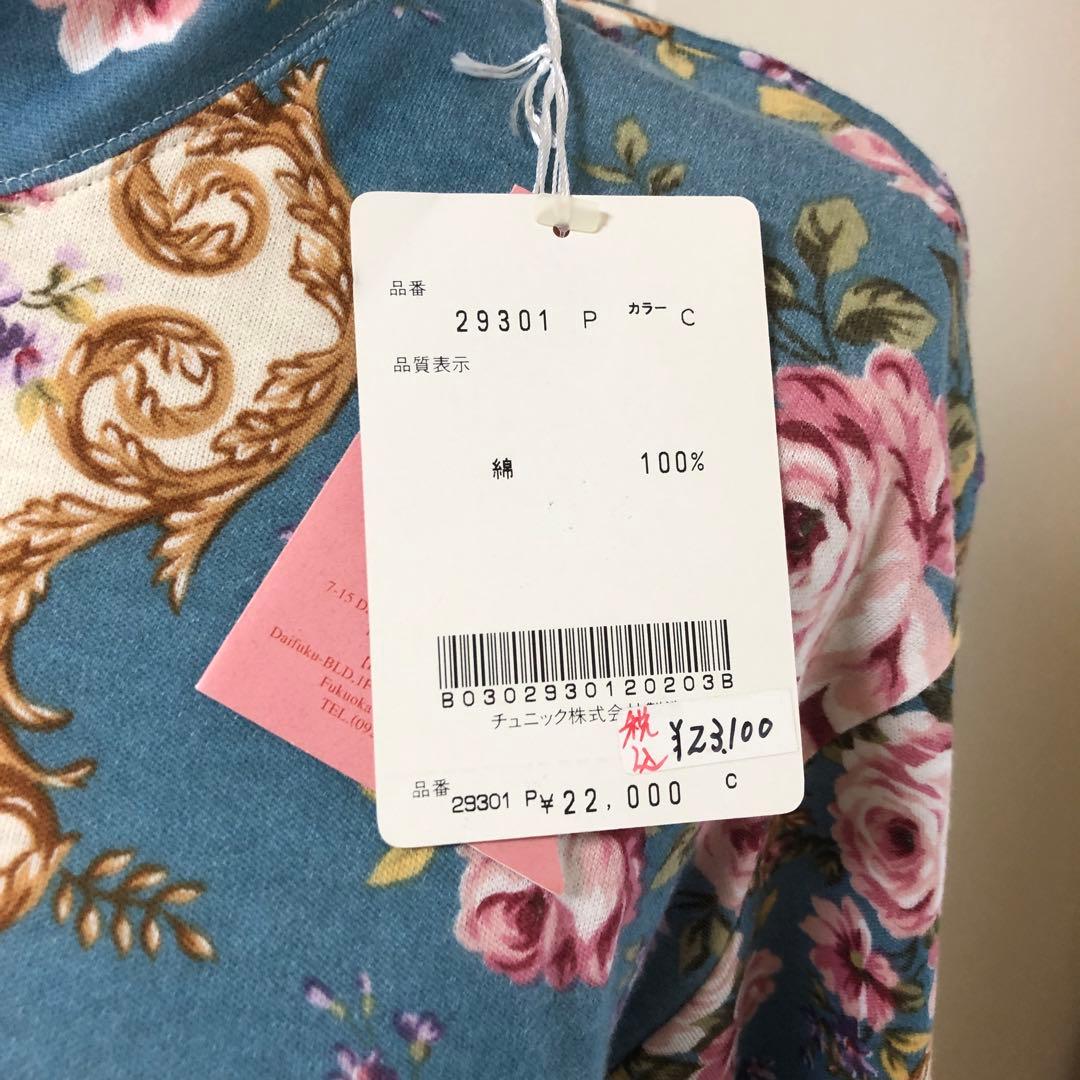 品番
29301 P カラー C
品質表示
綿 100%
B0302930120203B
チュニック株式会
税込 ¥23,100
品番 29301 P ¥22,000 C
7-15 D
Daifuku-BLD.1F
Fukuoka
TEL.(09